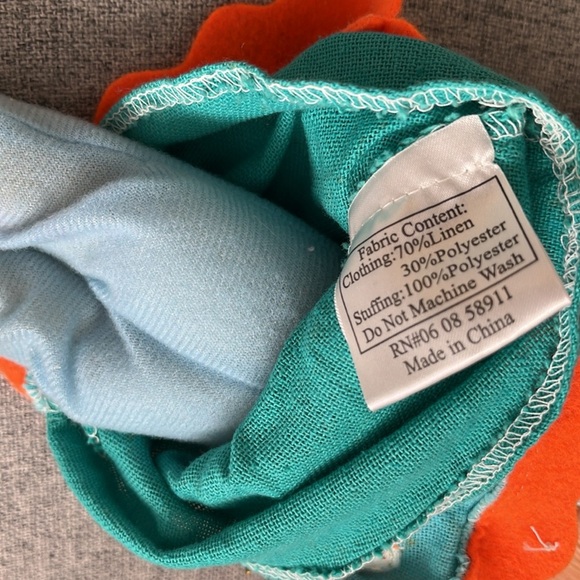 Fabric Content:
Clothing:70%Linen
30%Polyester
Stuffing:100%Polyester
Do Not Machine Wash
RN#06 08 58911
Made in China